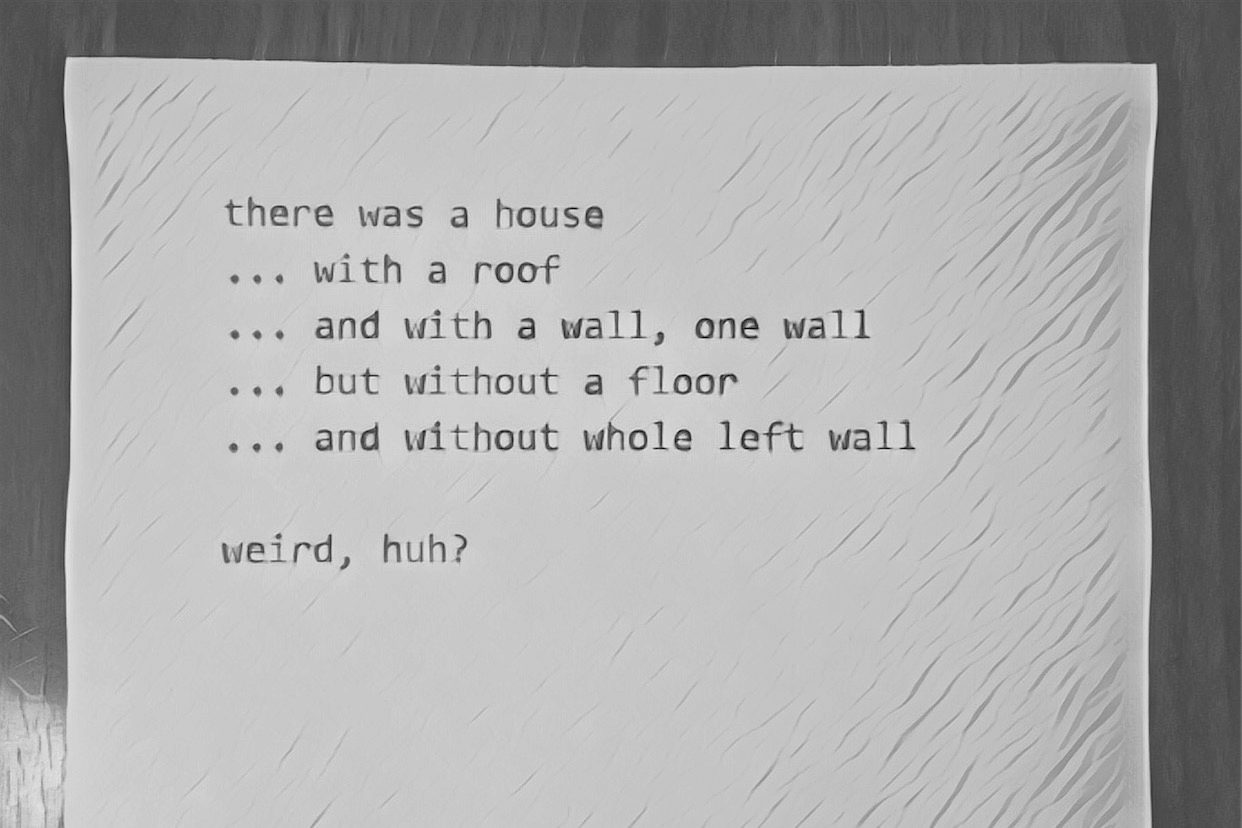 there was a house
... with a roof
... and with a wall, one wall
... but without a floor
... and without whole left wall
weird, huh?